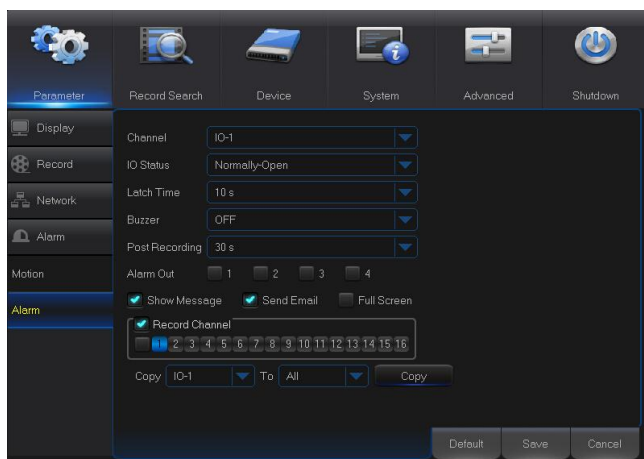 Parameter Record Search Device System Advanced Shutdown
Display
Record
Network
Alarm
Motion
Alarm
Channel IO-1
IO Status Normally-Open
Latch Time 10 s
Buzzer OFF
Post Recording 30 s
Alarm Out 1 2 3 4
Show Message Send Email Full Screen
Record Channel
1 2 3 4 5 6 7 8 9 10 11 12 13 14 15 16
Copy IO-1 To All Copy
Default Save Cancel